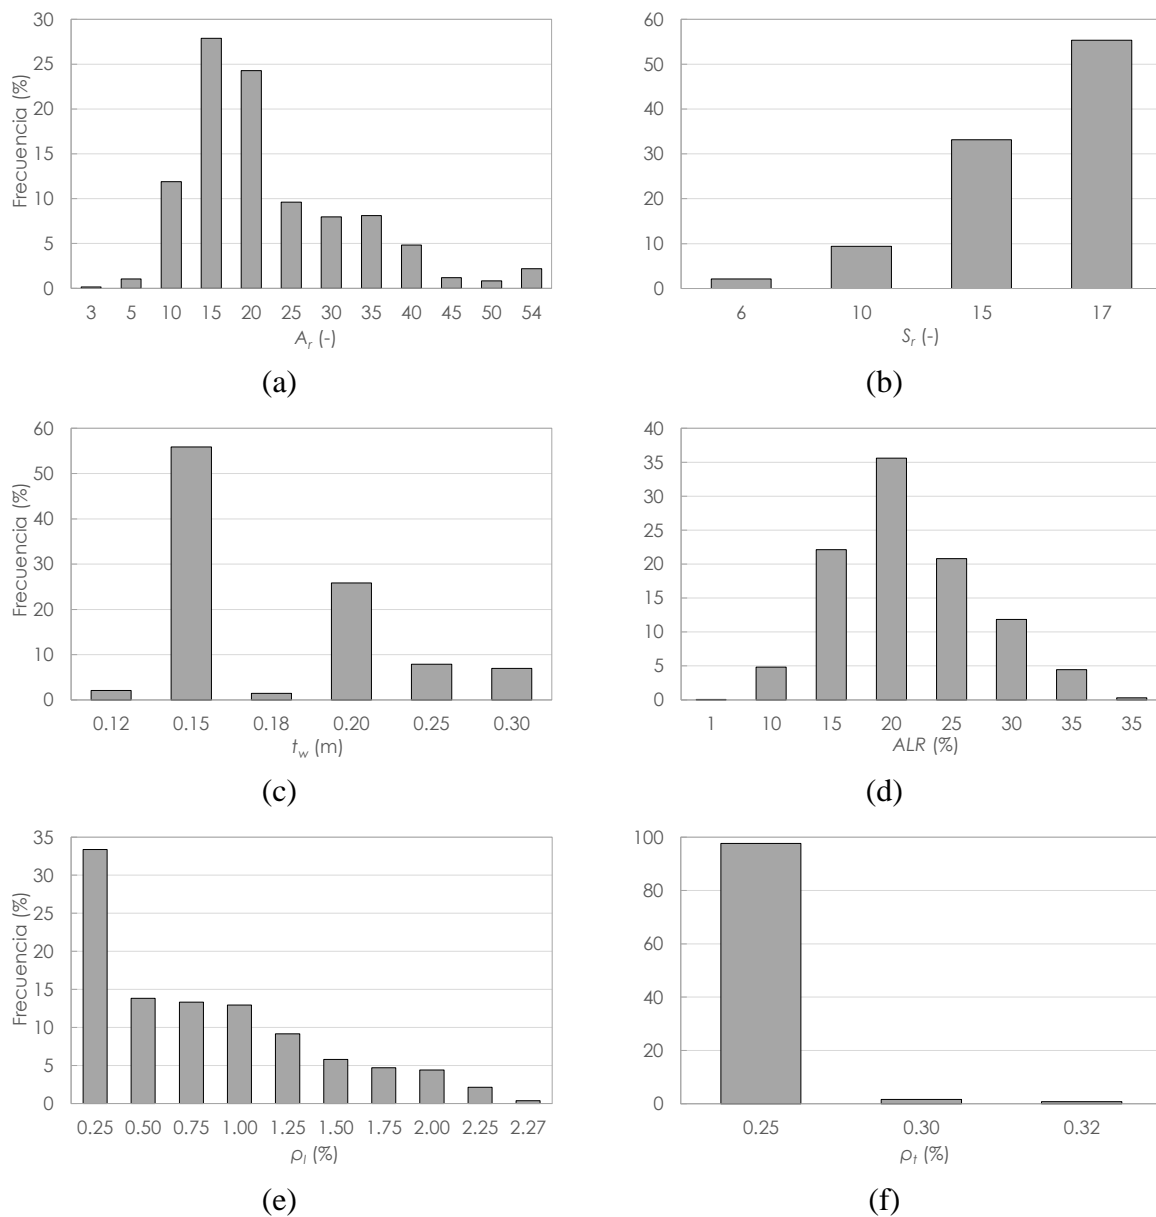 30
25
20
15
10
5
0
Frecuencia (%)
3 5 10 15 20 25 30 35 40 45 50 54
A_r (-)
(a)
60
50
40
30
20
10
0
6 10 15 17
S_r (-)
(b)
60
50
40
30
20
10
0
Frecuencia (%)
0.12 0.15 0.18 0.20 0.25 0.30
t_w (m)
(c)
40
35
30
25
20
15
10
5
0
1 10 15 20 25 30 35 35
ALR (%)
(d)
35
30
25
20
15
10
5
0
Frecuencia (%)
0.25 0.50 0.75 1.00 1.25 1.50 1.75 2.00 2.25 2.27
ρ_l (%)
(e)
100
80
60
40
20
0
0.25 0.30 0.32
ρ_t (%)
(f)